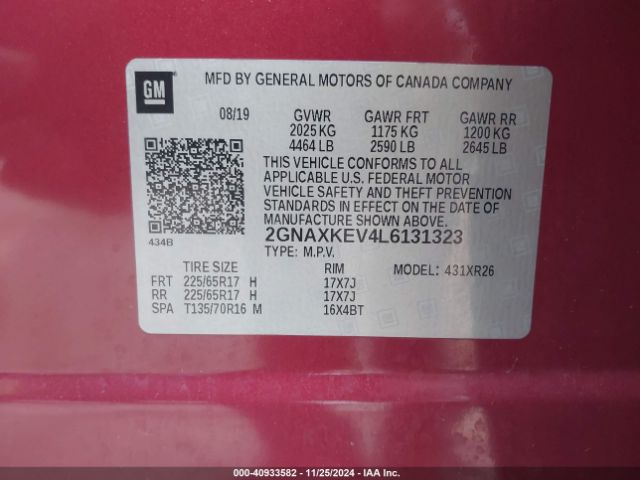 GM
MFD BY GENERAL MOTORS OF CANADA COMPANY
08/19 GVWR GAWR FRT GAWR RR
2025 KG 1175 KG 1200 KG
4464 LB 2590 LB 2645 LB
THIS VEHICLE CONFORMS TO ALL
APPLICABLE U.S. FEDERAL MOTOR
VEHICLE SAFETY AND THEFT PREVENTION
STANDARDS IN EFFECT ON THE DATE OF
MANUFACTURE SHOWN ABOVE.
434B
2GNAXKEV4L6131323
TYPE: M.P.V.
TIRE SIZE RIM MODEL: 431XR26
FRT 225/65R17 H 17X7J
RR 225/65R17 H 17X7J
SPA T135/70R16 M 16X4BT
000-40933582 - 11/25/2024 - IAA Inc.